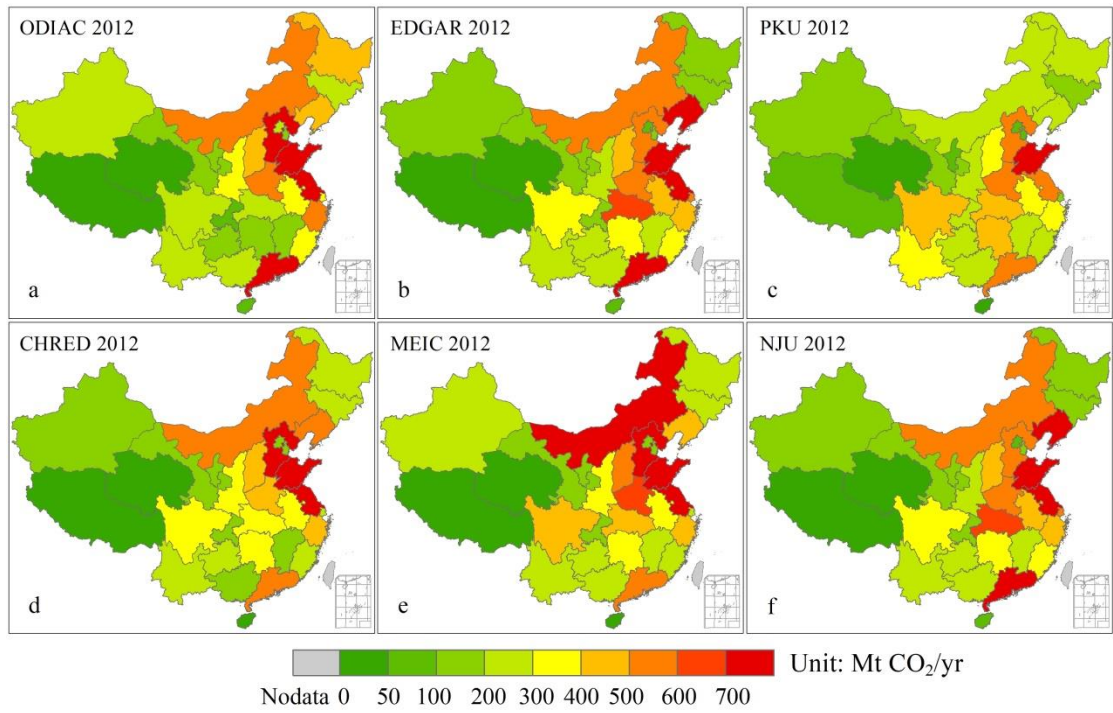 ODIAC 2012
EDGAR 2012
PKU 2012
a
b
c
CHRED 2012
MEIC 2012
NJU 2012
d
e
f
Unit: Mt CO₂/yr
Nodata 0 50 100 200 300 400 500 600 700